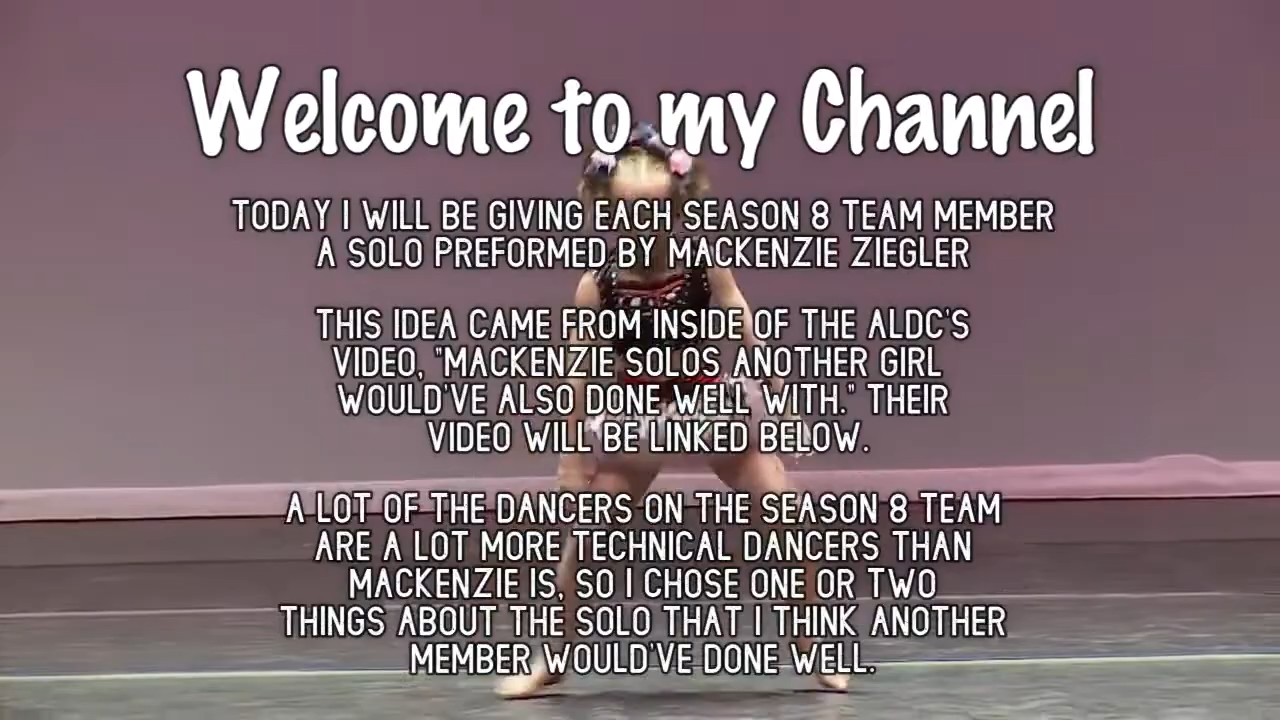 Welcome to my Channel
TODAY I WILL BE GIVING EACH SEASON 8 TEAM MEMBER
A SOLO PREFORMED BY MACKENZIE ZIEGLER
THIS IDEA CAME FROM INSIDE OF THE ALDC'S
VIDEO, "MACKENZIE SOLOS ANOTHER GIRL
WOULD'VE ALSO DONE WELL WITH." THEIR
VIDEO WILL BE LINKED BELOW.
A LOT OF THE DANCERS ON THE SEASON 8 TEAM
ARE A LOT MORE TECHNICAL DANCERS THAN
MACKENZIE IS, SO I CHOSE ONE OR TWO
THINGS ABOUT THE SOLO THAT I THINK ANOTHER
MEMBER WOULD'VE DONE WELL.